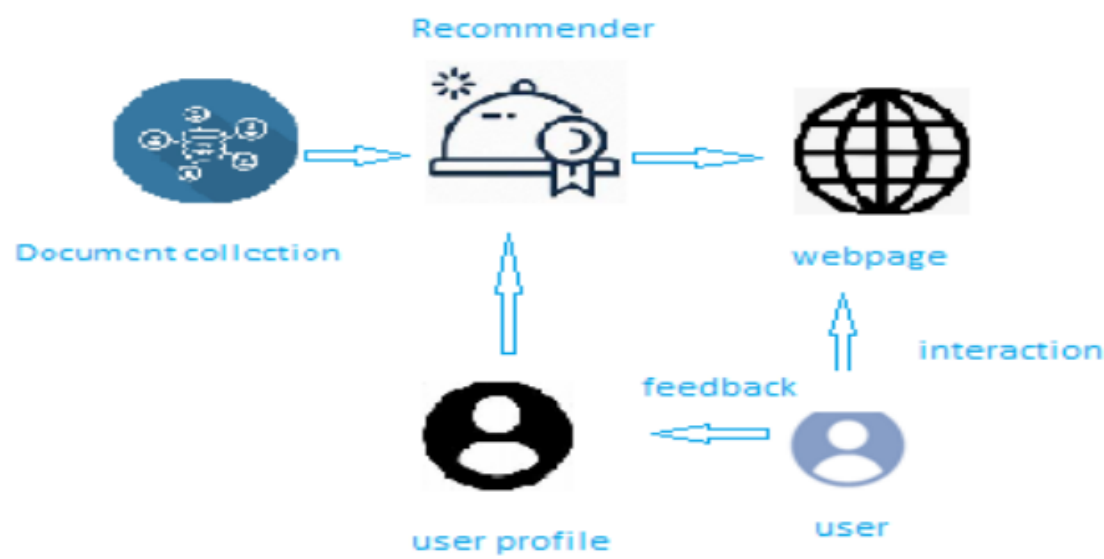 Recommender
Document collection
webpage
interaction
feedback
user profile
user